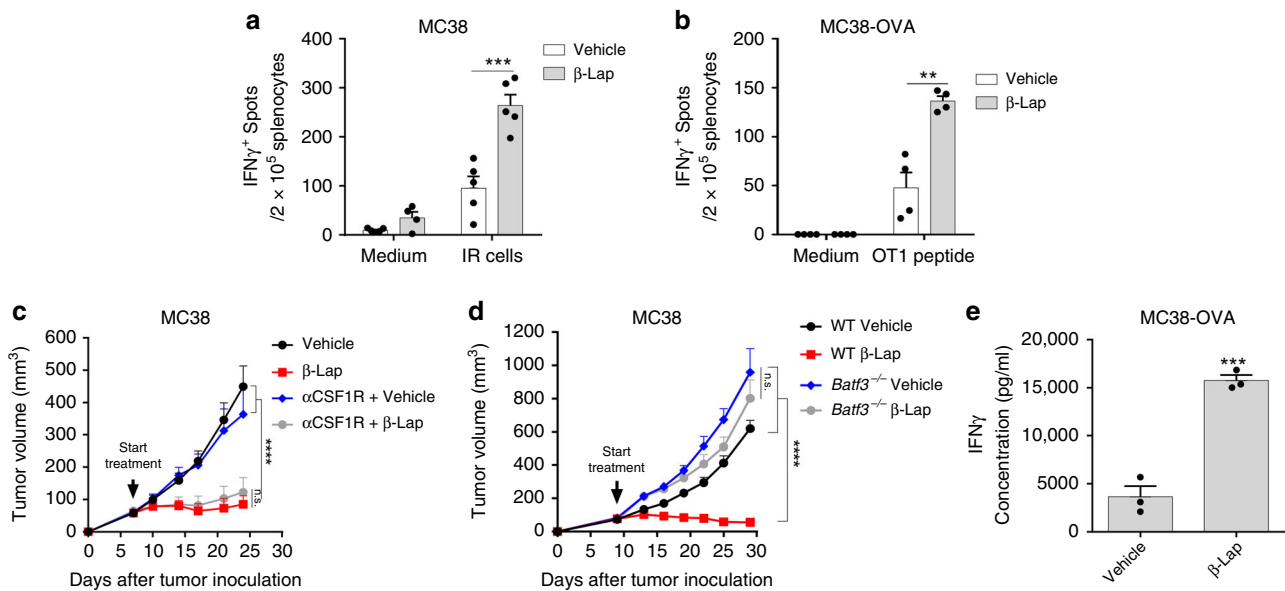 a
MC38
IFNγ⁺ Spots
/2 × 10⁵ splenocytes
400
300
200
100
0
Medium
IR cells
***
Vehicle
β-Lap
b
MC38-OVA
IFNγ⁺ Spots
/2 × 10⁵ splenocytes
200
150
100
50
0
Medium
OT1 peptide
**
Vehicle
β-Lap
c
MC38
Tumor volume (mm³)
600
500
400
300
200
100
0
0 5 10 15 20 25 30
Days after tumor inoculation
Start
treatment
Vehicle
β-Lap
αCSF1R + Vehicle
αCSF1R + β-Lap
****
n.s.
d
MC38
Tumor volume (mm³)
1200
1000
800
600
400
200
0
0 5 10 15 20 25 30
Days after tumor inoculation
Start
treatment
WT Vehicle
WT β-Lap
Batf3⁻/⁻ Vehicle
Batf3⁻/⁻ β-Lap
n.s.
****
e
MC38-OVA
IFNγ
Concentration (pg/ml)
20,000
15,000
10,000
5000
0
***
Vehicle
β-Lap